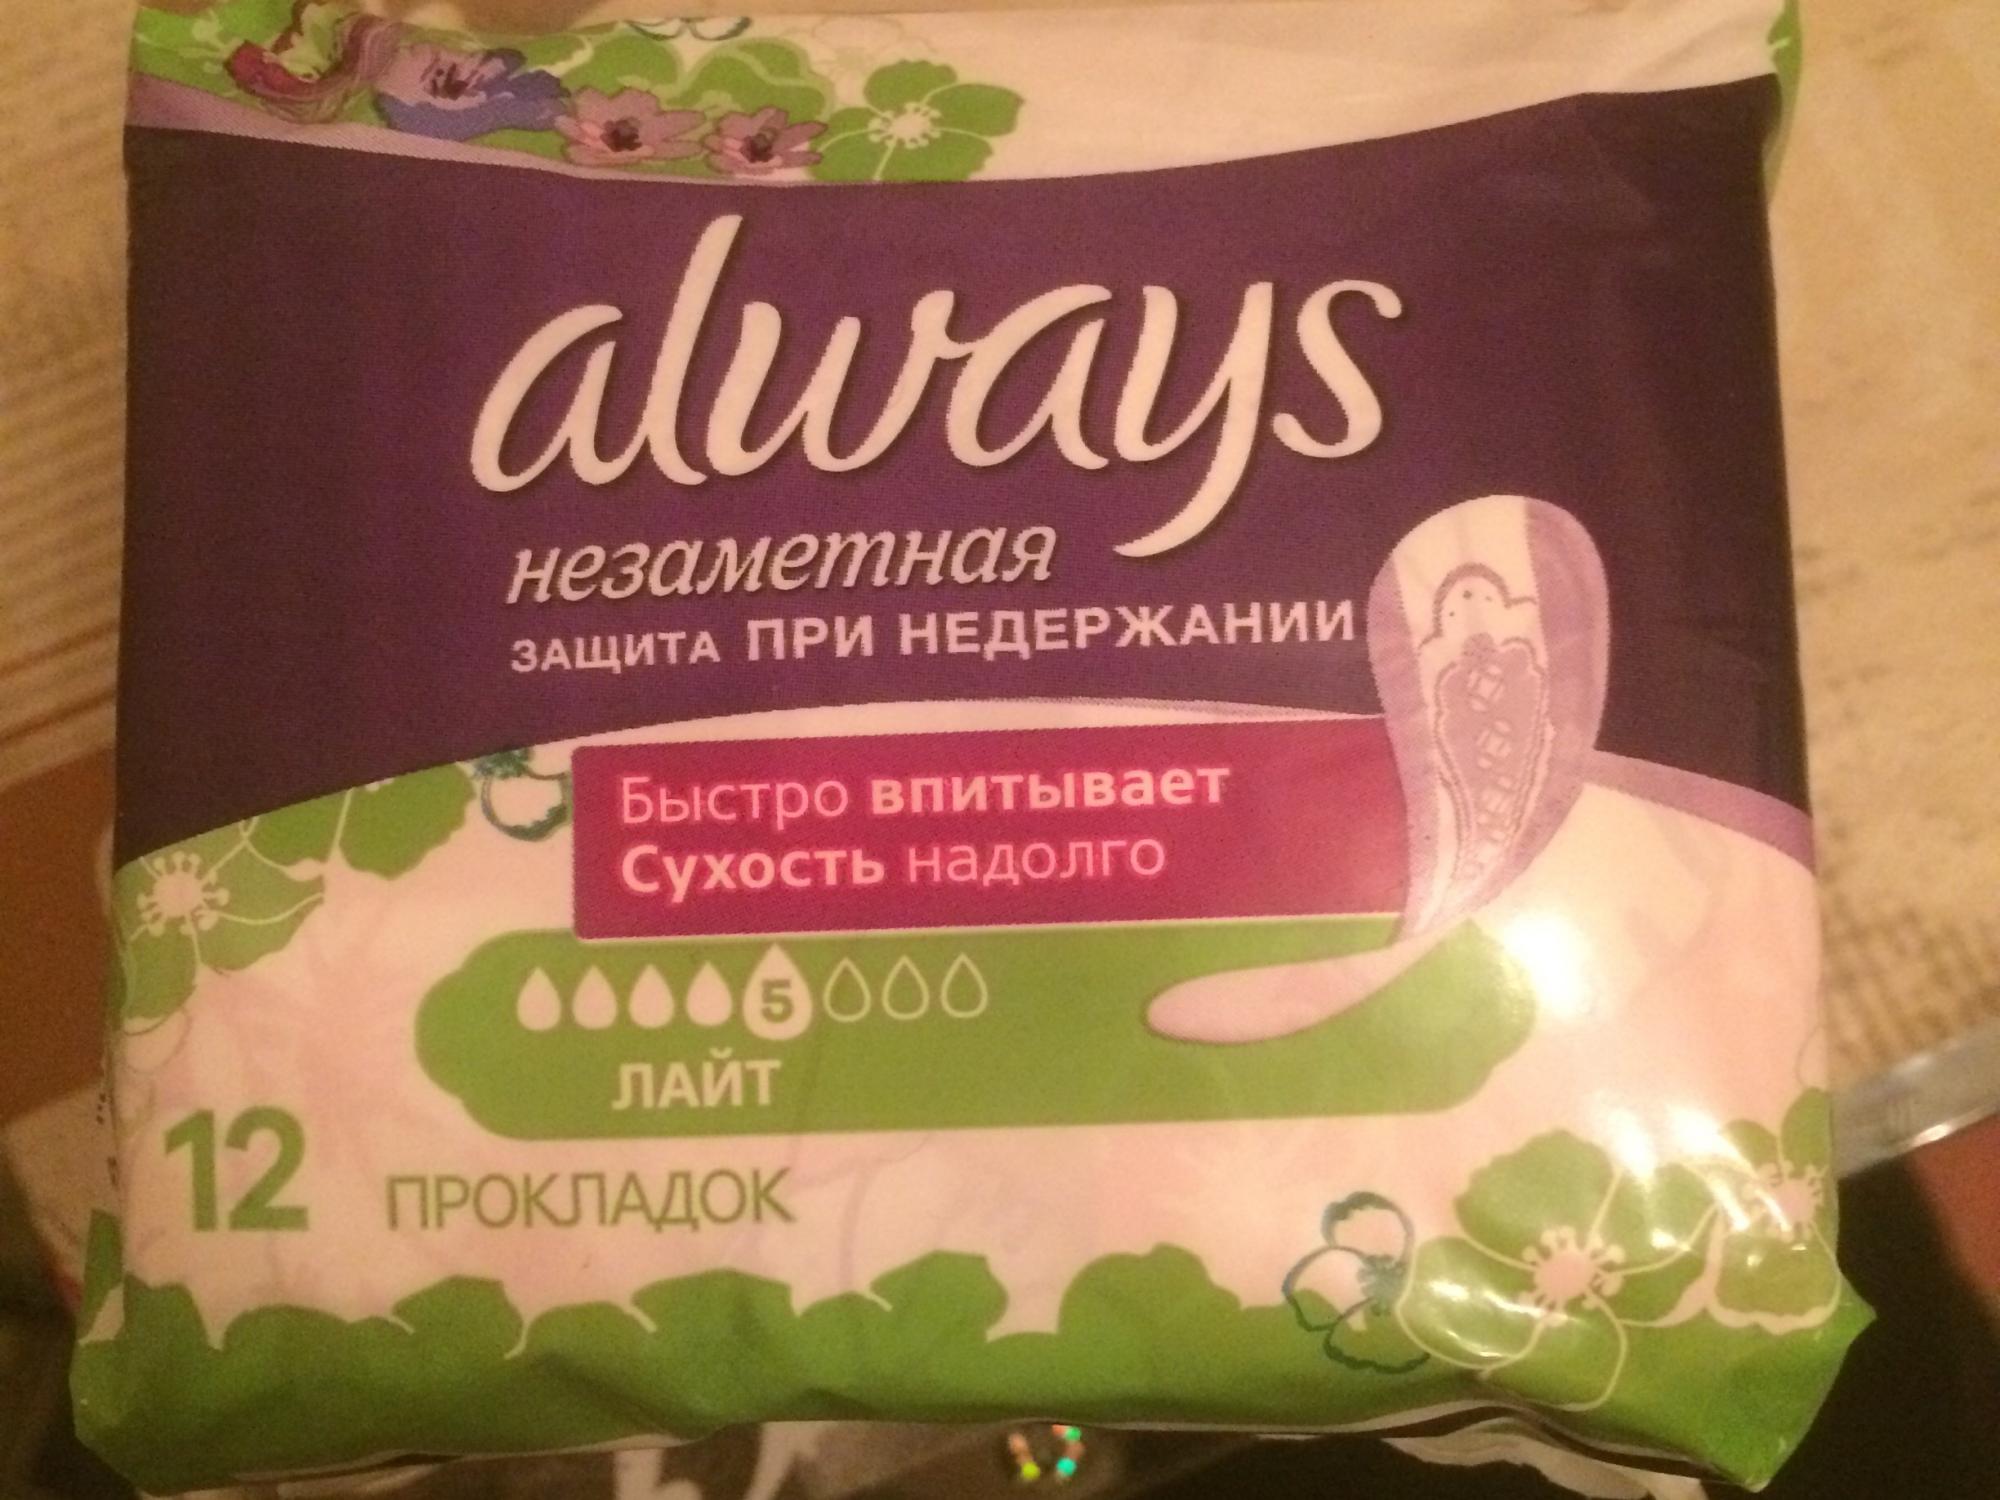 always
незаметная
ЗАЩИТА ПРИ НЕДЕРЖАНИИ
Быстро впитывает
Сухость надолго
5
ЛАЙТ
12 ПРОКЛАДОК